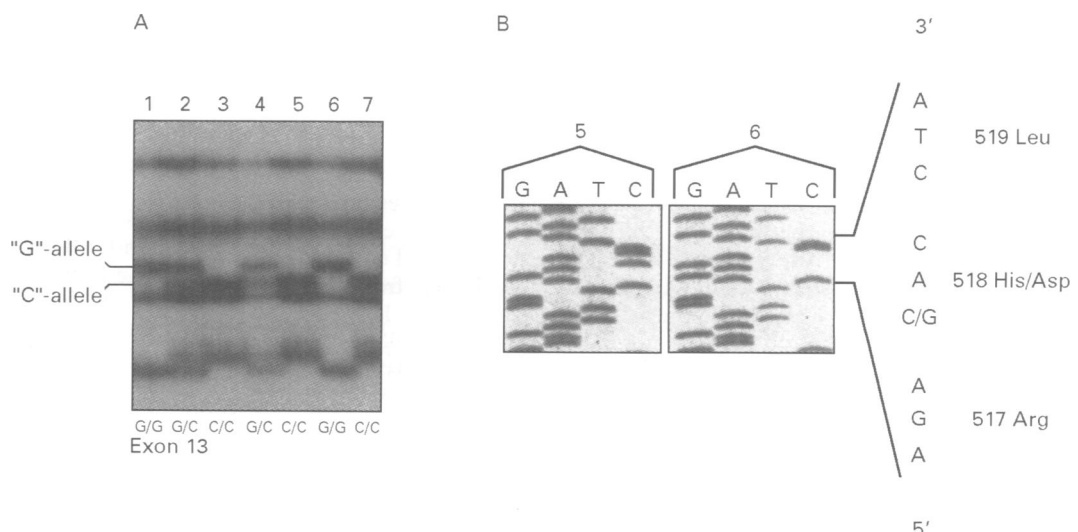 A
1 2 3 4 5 6 7
"G"-allele
"C"-allele
G/G G/C C/C G/C C/C G/G C/C
Exon 13
B
5 6
G A T C G A T C
3'
A
T 519 Leu
C
C
A 518 His/Asp
C/G
A
G 517 Arg
A
5'